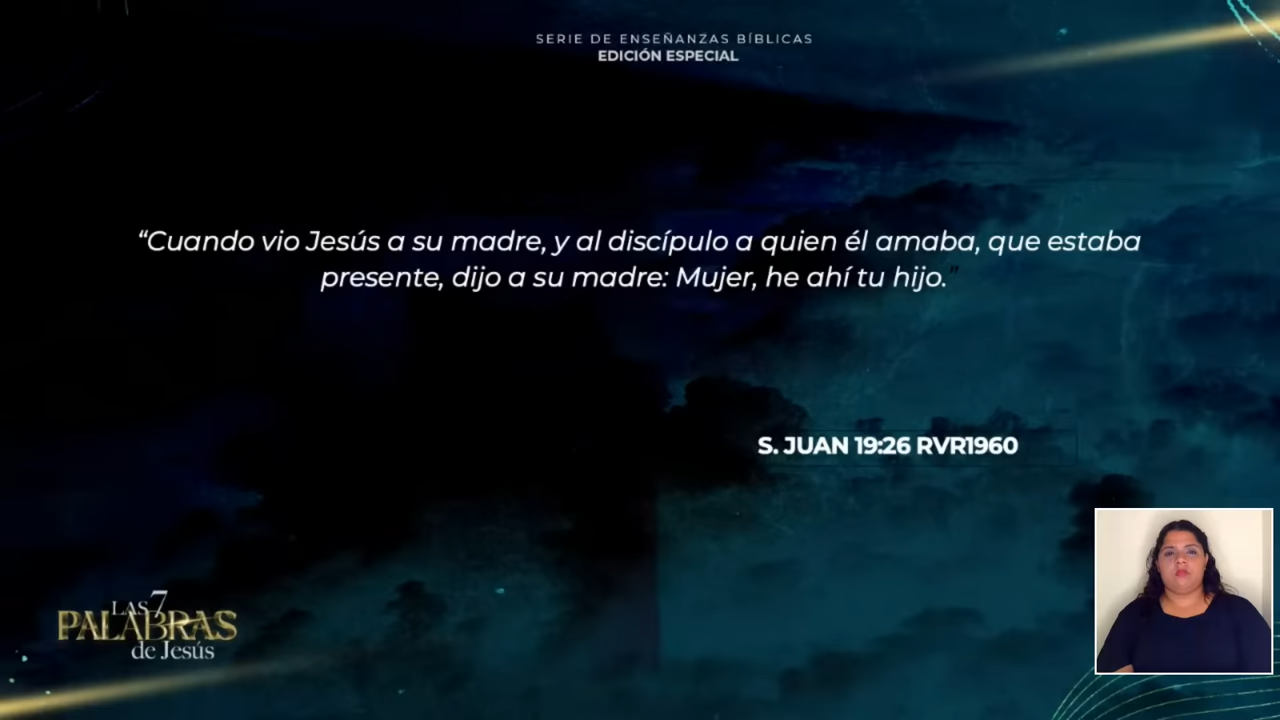 SERIE DE ENSEÑANZAS BÍBLICAS
EDICIÓN ESPECIAL
“Cuando vio Jesús a su madre, y al discípulo a quien él amaba, que estaba
presente, dijo a su madre: Mujer, he ahí tu hijo.”
S. JUAN 19:26 RVR1960
LAS 7
PALABRAS
de Jesús